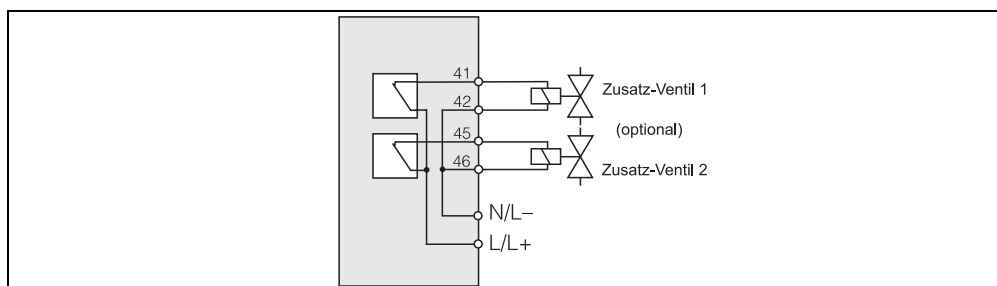 41
Zusatz-Ventil 1
42
(optional)
45
46
Zusatz-Ventil 2
N/L–
L/L+